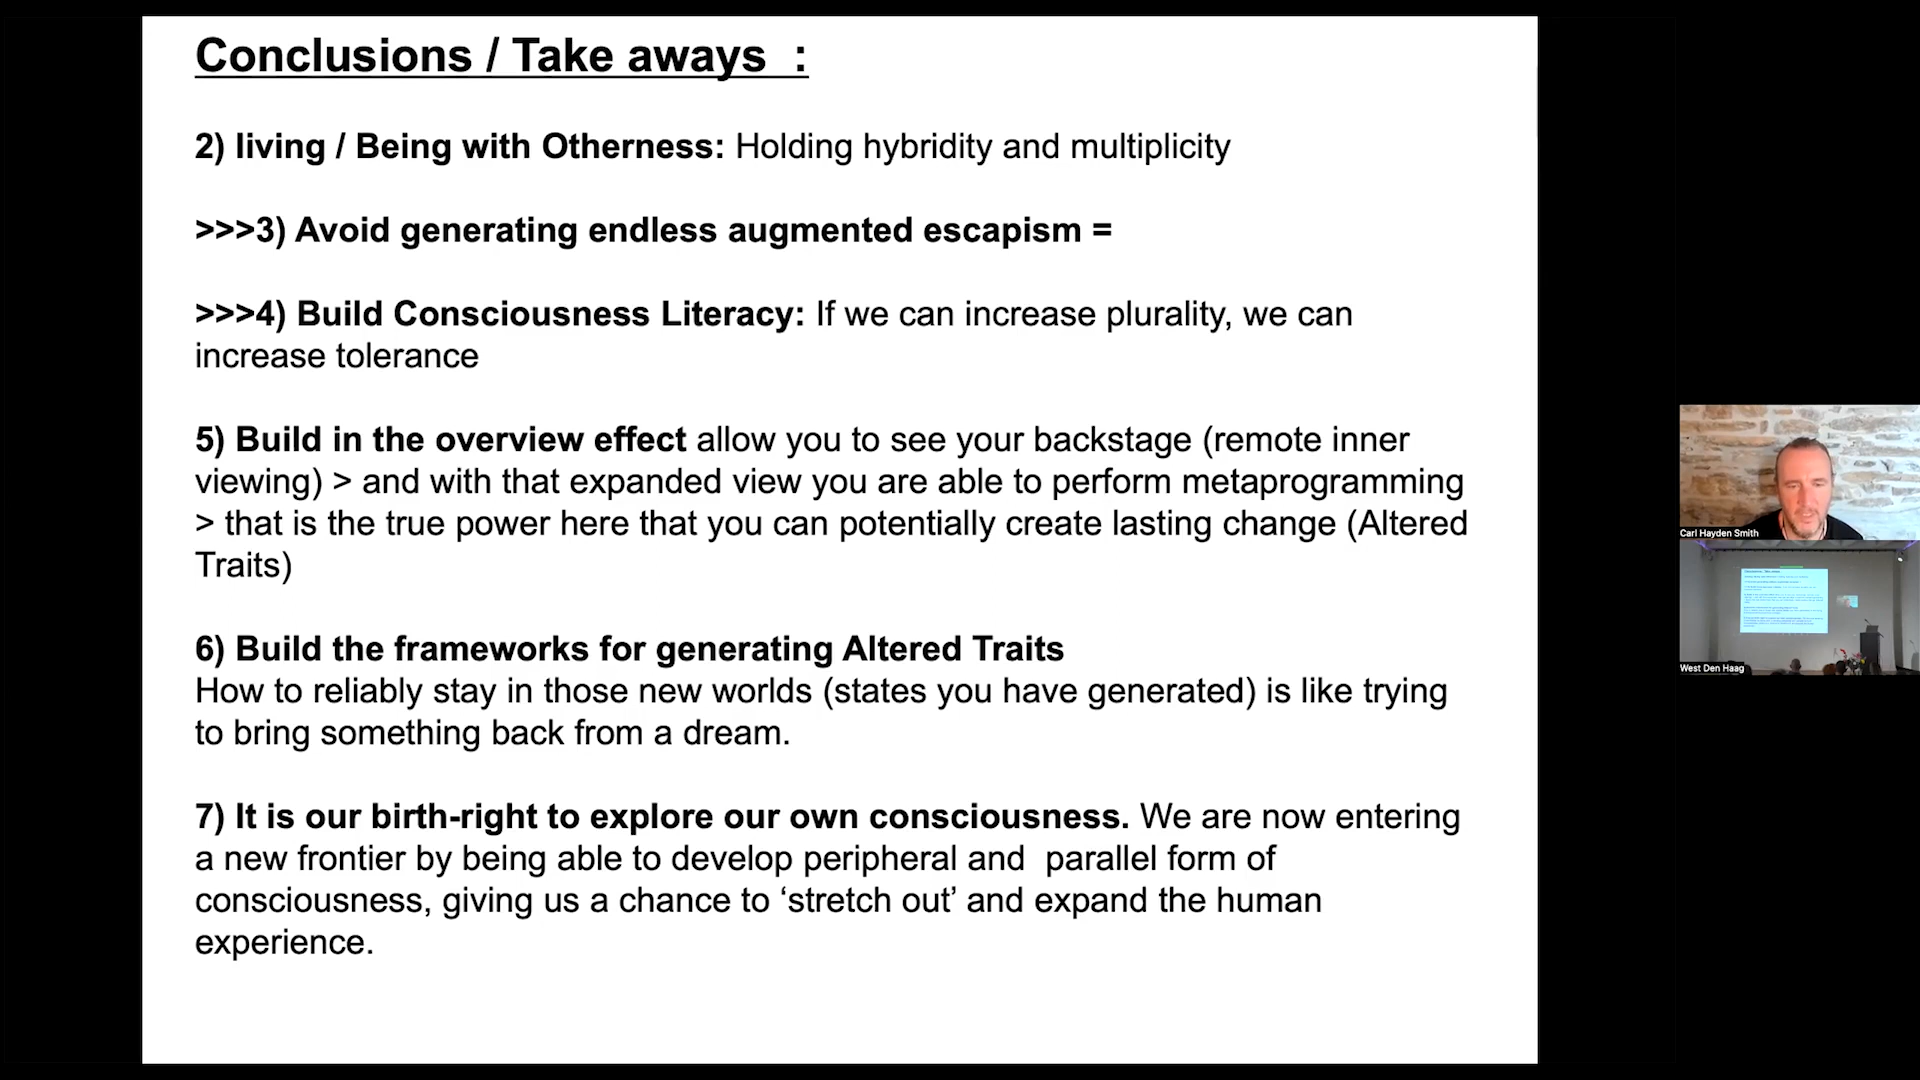 Conclusions / Take aways  :
2) living / Being with Otherness: Holding hybridity and multiplicity
>>>3) Avoid generating endless augmented escapism =
>>>4) Build Consciousness Literacy: If we can increase plurality, we can
increase tolerance
5) Build in the overview effect allow you to see your backstage (remote inner
viewing) > and with that expanded view you are able to perform metaprogramming
> that is the true power here that you can potentially create lasting change (Altered
Traits)
6) Build the frameworks for generating Altered Traits
How to reliably stay in those new worlds (states you have generated) is like trying
to bring something back from a dream.
7) It is our birth-right to explore our own consciousness. We are now entering
a new frontier by being able to develop peripheral and  parallel form of
consciousness, giving us a chance to ‘stretch out’ and expand the human
experience.
Carl Hayden Smith
West Den Haag